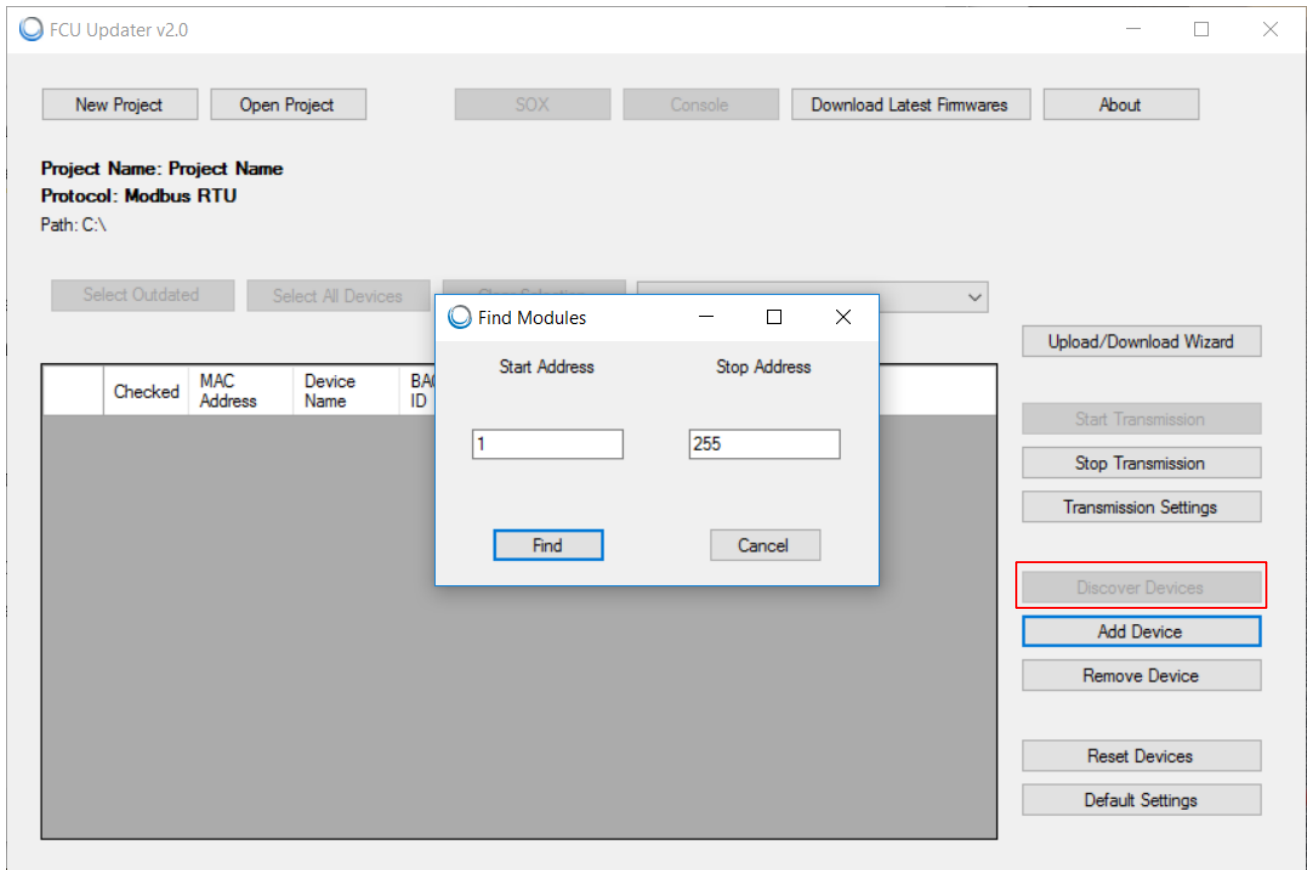 FCU Updater v2.0
New Project Open Project SOX Console Download Latest Firmwares About
Project Name: Project Name
Protocol: Modbus RTU
Path: C:\
Select Outdated Select All Devices
Find Modules
Upload/Download Wizard
Start Address Stop Address
Checked MAC Address Device Name ID
Start Transmission
1 255
Stop Transmission
Transmission Settings
Find Cancel
Discover Devices
Add Device
Remove Device
Reset Devices
Default Settings